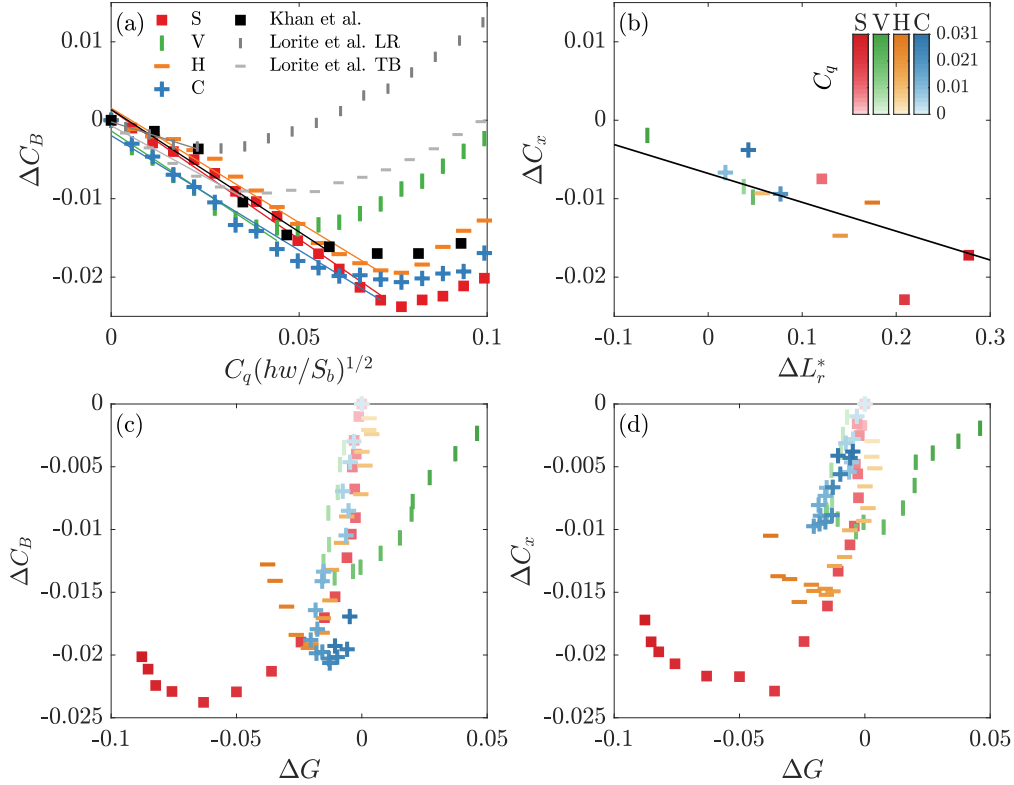 (a)
S
V
H
C
Khan et al.
Lorite et al. LR
Lorite et al. TB
0.01
0
-0.01
-0.02
ΔC_B
0
0.05
0.1
C_q(hw/S_b)^{1/2}
(b)
S V H C
C_q
0.031
0.021
0.01
0
0.01
0
-0.01
-0.02
ΔC_x
-0.1
0
0.1
0.2
0.3
ΔL_r^*
(c)
0
-0.005
-0.01
-0.015
-0.02
-0.025
ΔC_B
-0.1
-0.05
0
0.05
ΔG
(d)
0
-0.005
-0.01
-0.015
-0.02
-0.025
ΔC_x
-0.1
-0.05
0
0.05
ΔG